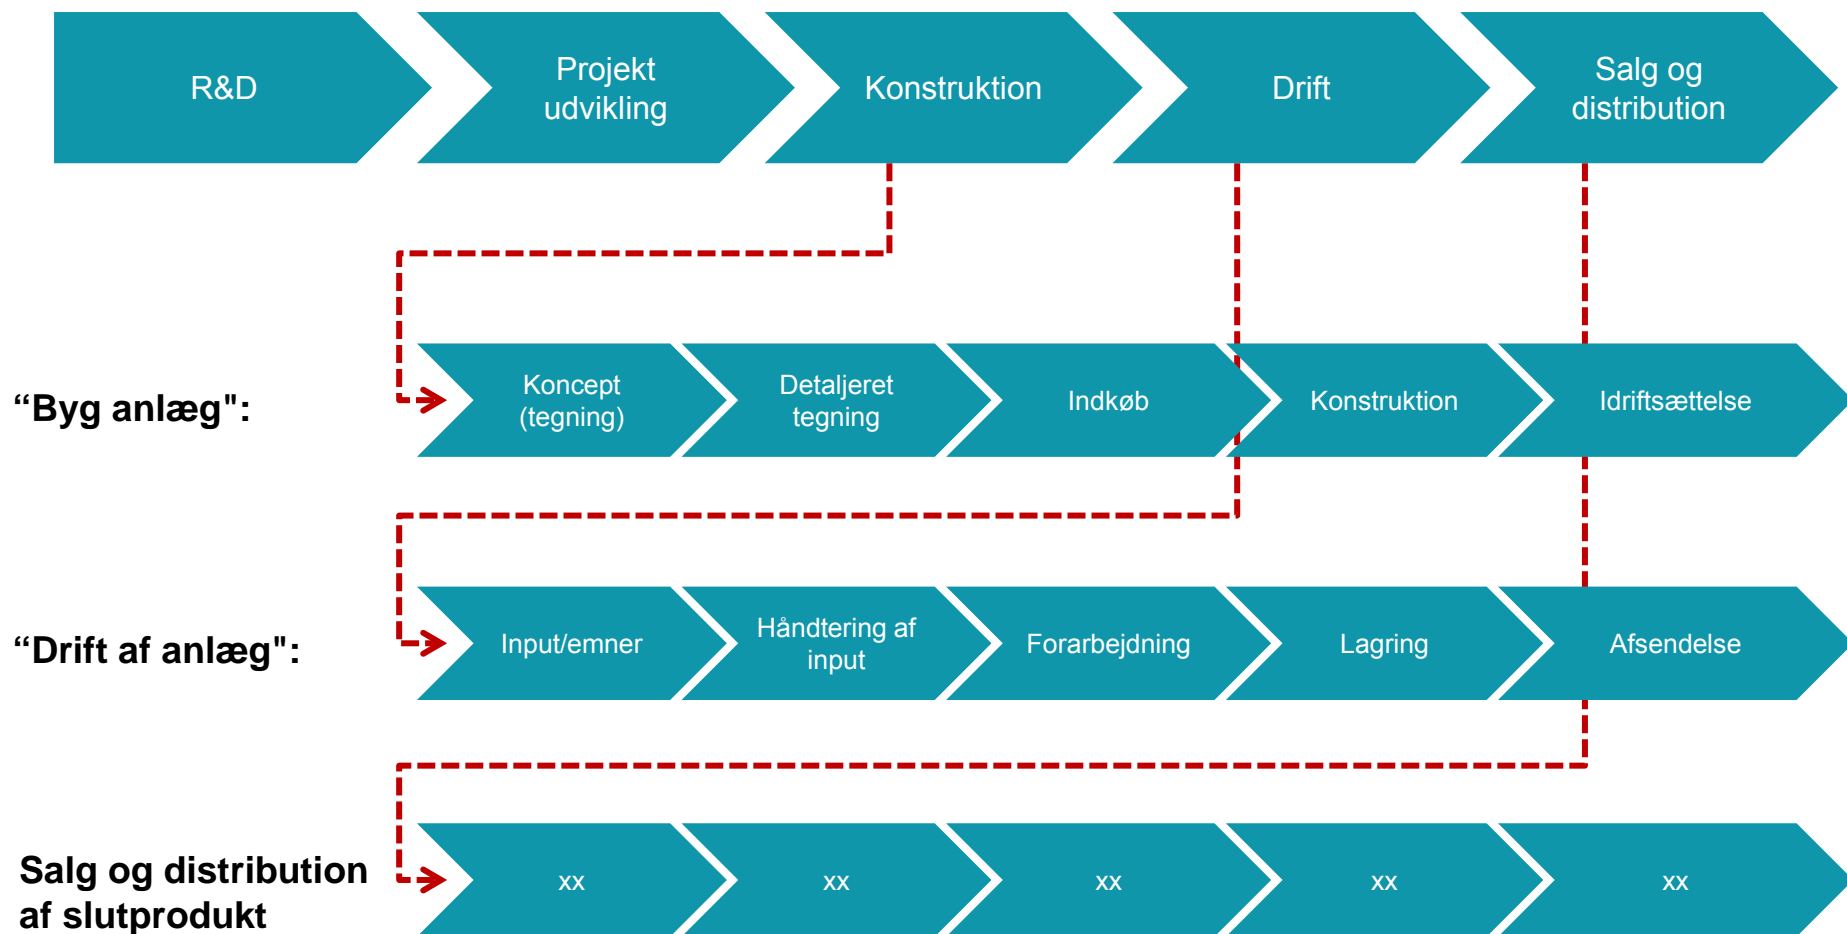 R&D
Projekt
udvikling
Konstruktion
Drift
Salg og
distribution
“Byg anlæg":
Koncept
(tegning)
Detaljeret
tegning
Indkøb
Konstruktion
Idriftsættelse
“Drift af anlæg":
Input/emner
Håndtering af
input
Forarbejdning
Lagring
Afsendelse
Salg og distribution
af slutprodukt
xx
xx
xx
xx
xx